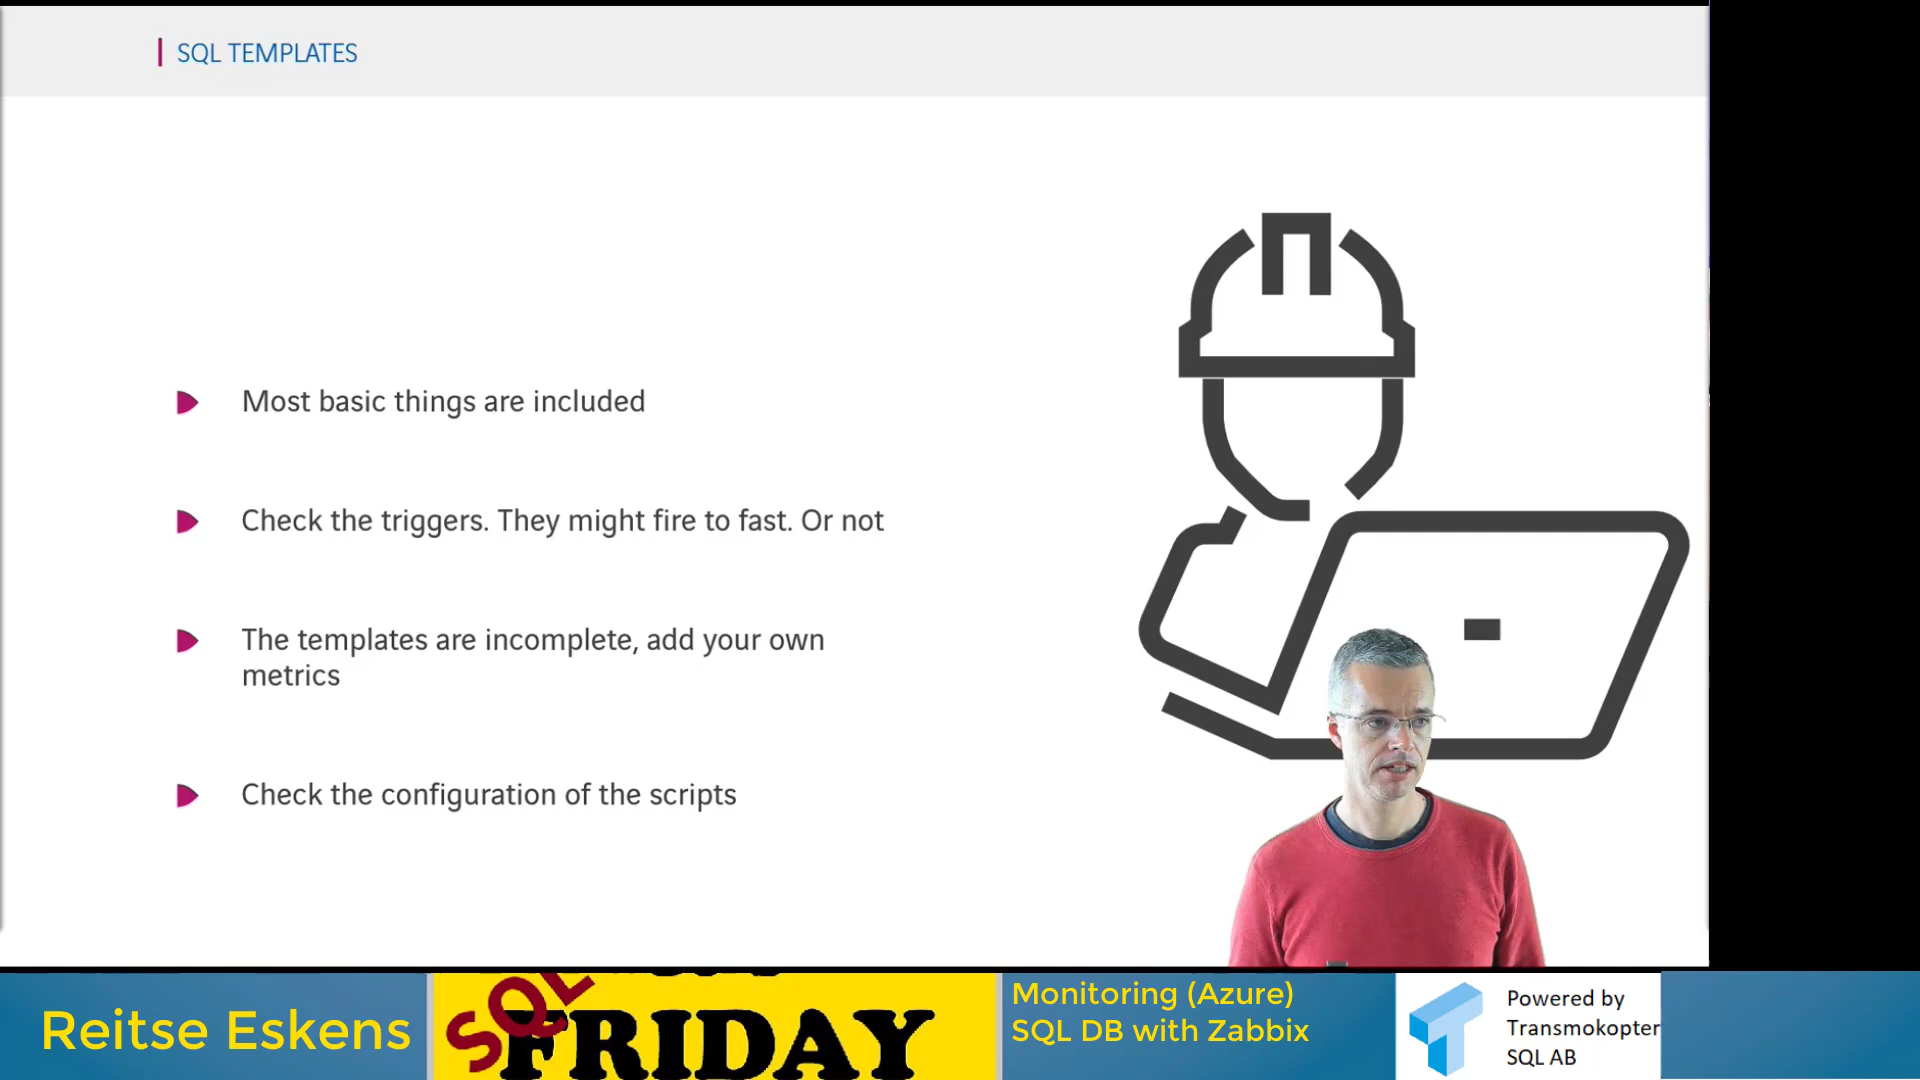 SQL TEMPLATES
Most basic things are included
Check the triggers. They might fire to fast. Or not
The templates are incomplete, add your own
metrics
Check the configuration of the scripts
Reitse Eskens
SQL
FRIDAY
Monitoring (Azure)
SQL DB with Zabbix
Powered by
Transmokopter
SQL AB